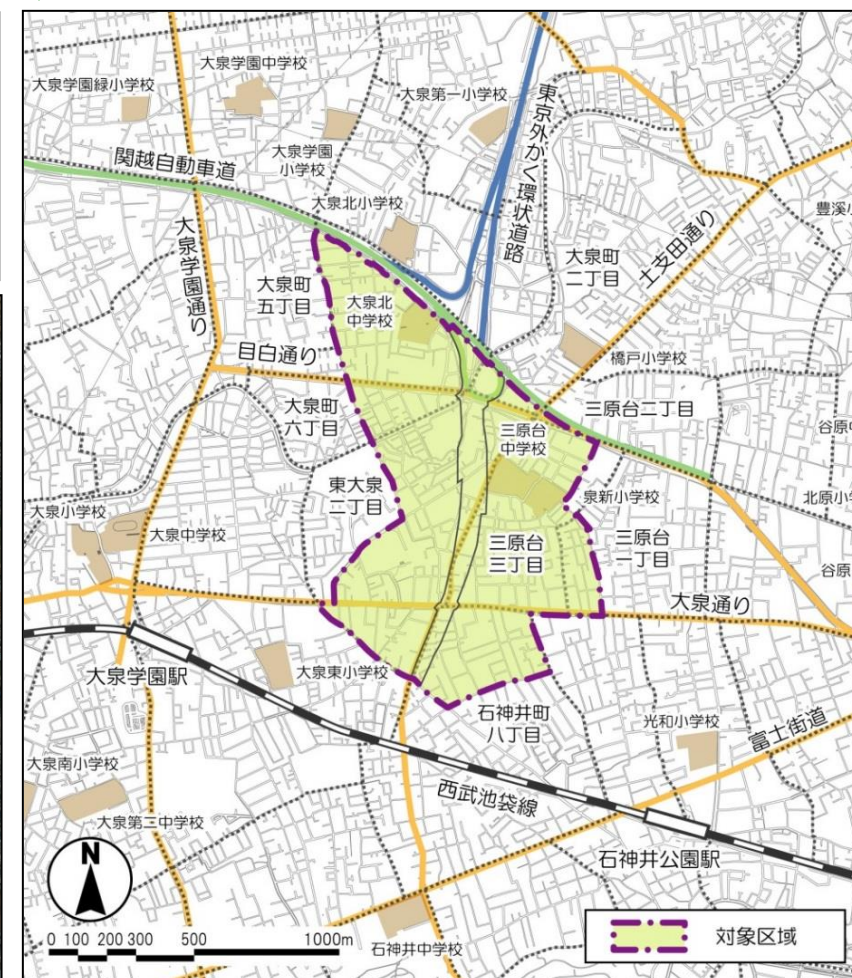 大泉学園緑小学校
大泉学園中学校
大泉第一小学校
大泉学園
小学校
関越自動車道
東京外かく環状道路
大泉北小学校
大泉学園通り
大泉町
五丁目
大泉北
中学校
大泉町
二丁目
土支田通り
目白通り
橋戸小学校
大泉町
六丁目
三原台二丁目
三原台
中学校
東大泉
二丁目
泉新小学校
大泉小学校
大泉中学校
三原台
三丁目
三原台
一丁目
大泉通り
大泉学園駅
大泉東小学校
石神井町
八丁目
光和小学校
富士街道
大泉南小学校
西武池袋線
大泉第二中学校
石神井公園駅
N
0 100 200 300 500 1000m
石神井中学校
対象区域